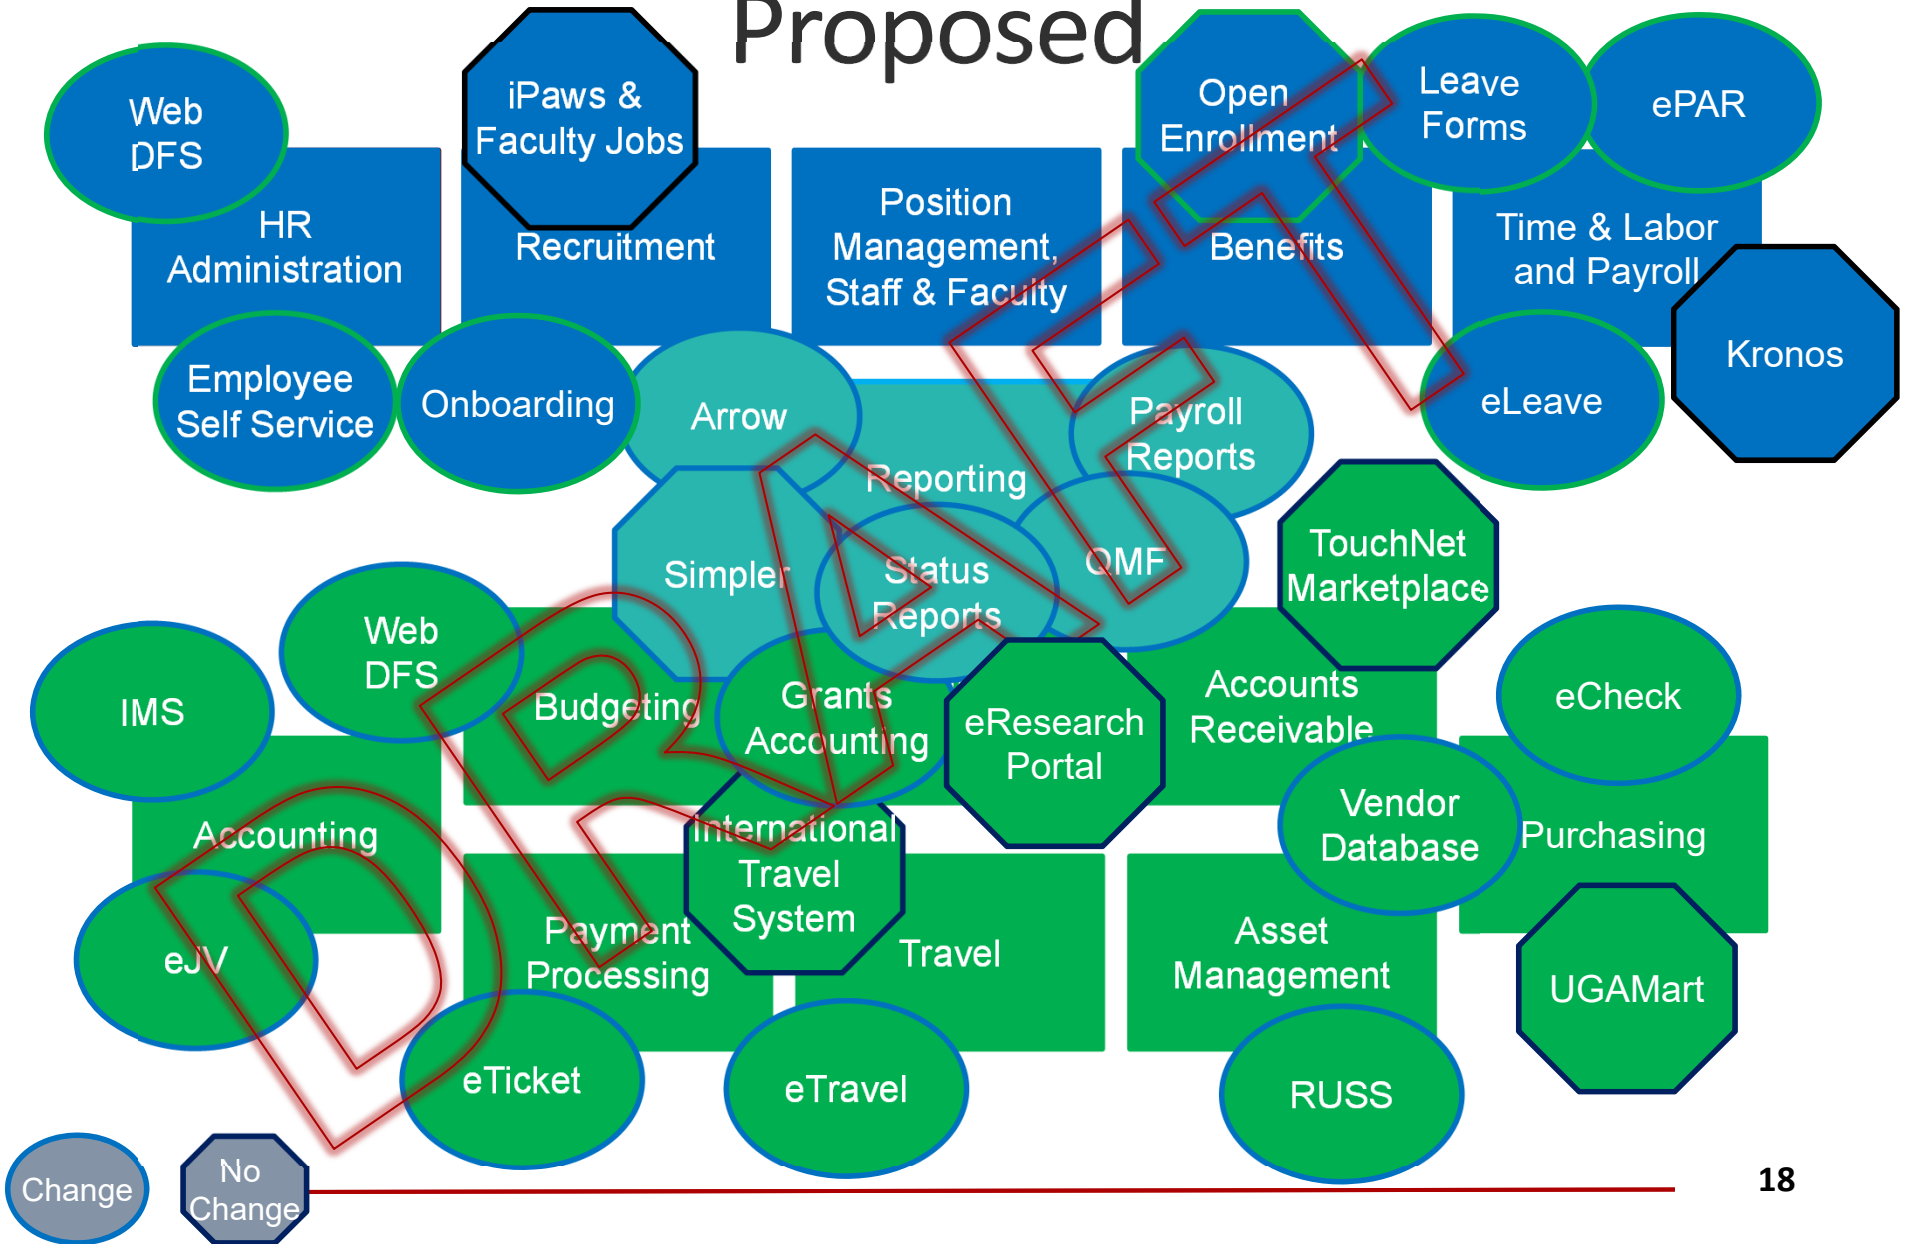 Proposed
Web
DFS
iPaws &
Faculty Jobs
Open
Enrollment
Leave
Forms
ePAR
HR
Administration
Recruitment
Position
Management,
Staff & Faculty
Benefits
Time & Labor
and Payroll
Kronos
Employee
Self Service
Onboarding
Arrow
Reporting
Payroll
Reports
eLeave
Simpler
Status
Reports
QMF
TouchNet
Marketplace
IMS
Web
DFS
Budgeting
Grants
Accounting
eResearch
Portal
Accounts
Receivable
eCheck
Accounting
International
Travel
System
Vendor
Database
Purchasing
eJV
Payment
Processing
Travel
Asset
Management
UGAMart
eTicket
eTravel
RUSS
DRAFT
Change
No
Change
18